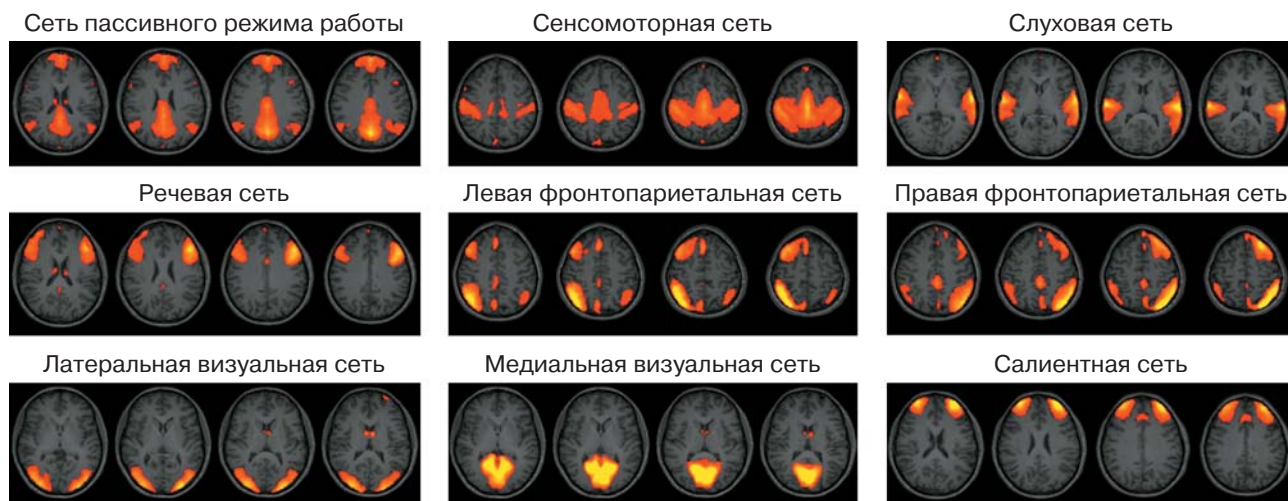 Сеть пассивного режима работы
Сенсомоторная сеть
Слуховая сеть
Речевая сеть
Левая фронтопариетальная сеть
Правая фронтопариетальная сеть
Латеральная визуальная сеть
Медиальная визуальная сеть
Салиентная сеть